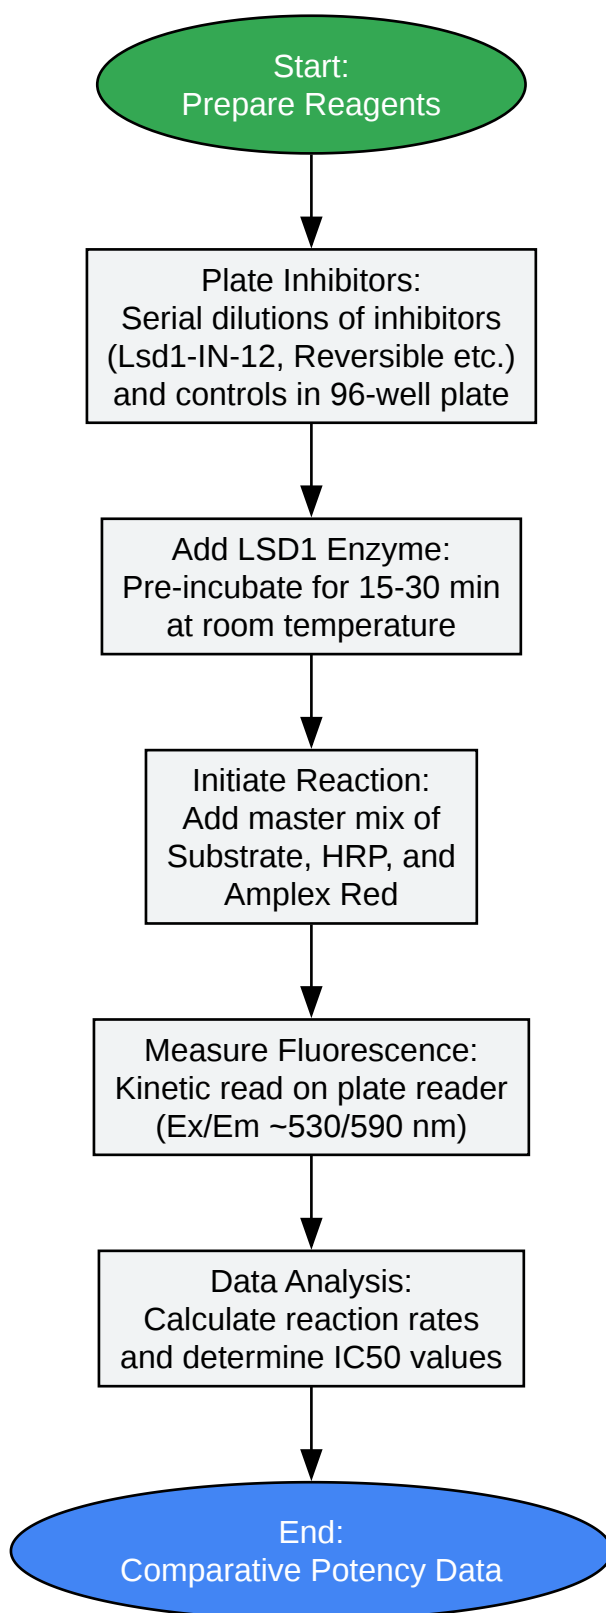 Start:
Prepare Reagents
Plate Inhibitors:
Serial dilutions of inhibitors
(Lsd1-IN-12, Reversible etc.)
and controls in 96-well plate
Add LSD1 Enzyme:
Pre-incubate for 15-30 min
at room temperature
Initiate Reaction:
Add master mix of
Substrate, HRP, and
Amplex Red
Measure Fluorescence:
Kinetic read on plate reader
(Ex/Em ~530/590 nm)
Data Analysis:
Calculate reaction rates
and determine IC50 values
End:
Comparative Potency Data